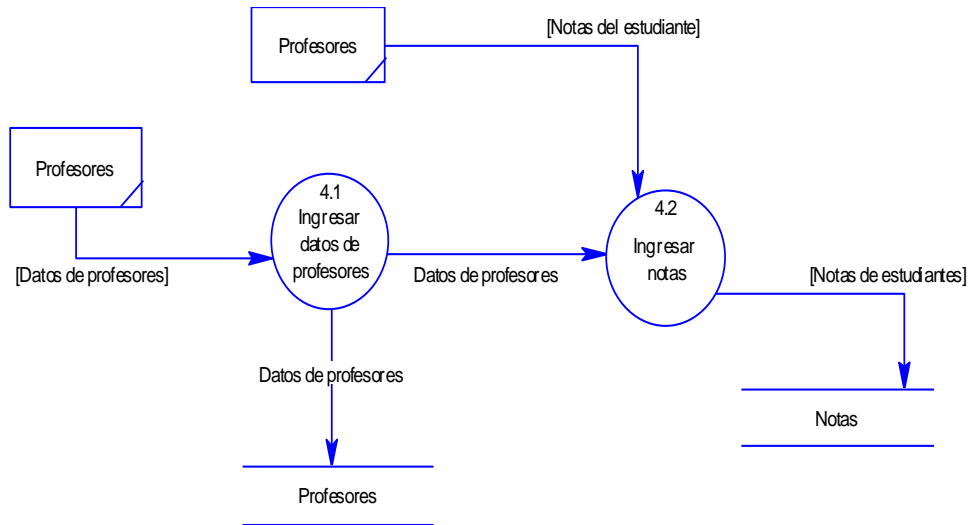 [Notas del estudiante]
Profesores
Profesores
4.1
Ingresar
datos de
profesores
4.2
Ingresar
notas
[Datos de profesores]
Datos de profesores
[Notas de estudiantes]
Datos de profesores
Notas
Profesores